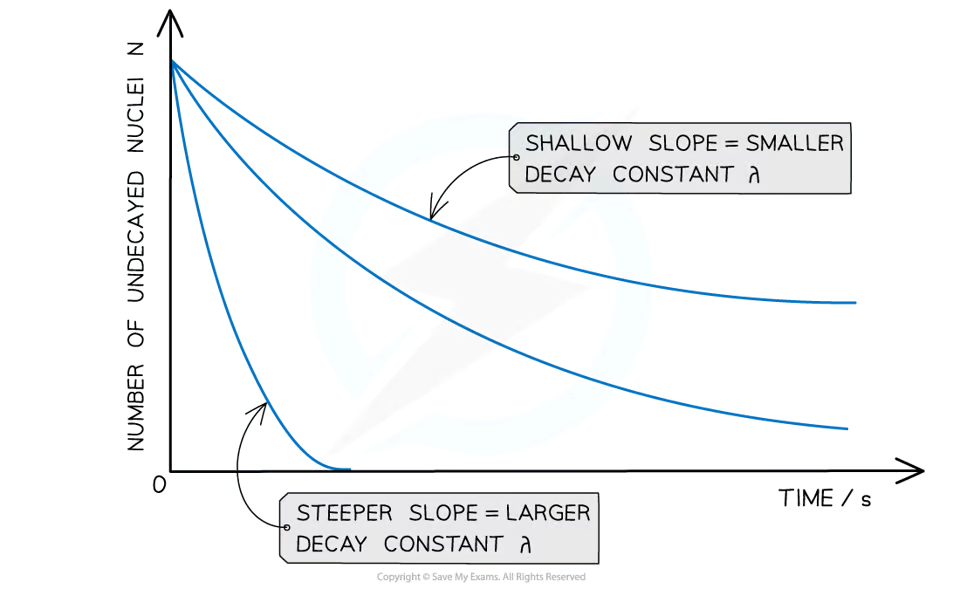 NUMBER OF UNDECAYED NUCLEI N
SHALLOW SLOPE = SMALLER
DECAY CONSTANT λ
0
TIME / s
STEEPER SLOPE = LARGER
DECAY CONSTANT λ
Copyright © Save My Exams. All Rights Reserved